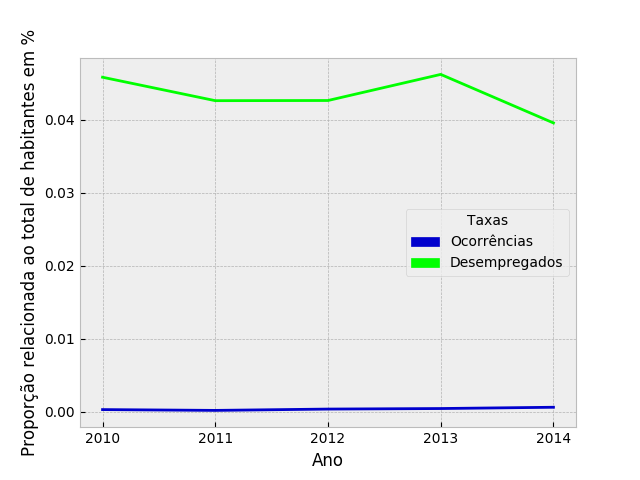 Proporção relacionada ao total de habitantes em %
0.04
0.03
0.02
0.01
0.00
Taxas
Ocorrências
Desempregados
2010 2011 2012 2013 2014
Ano